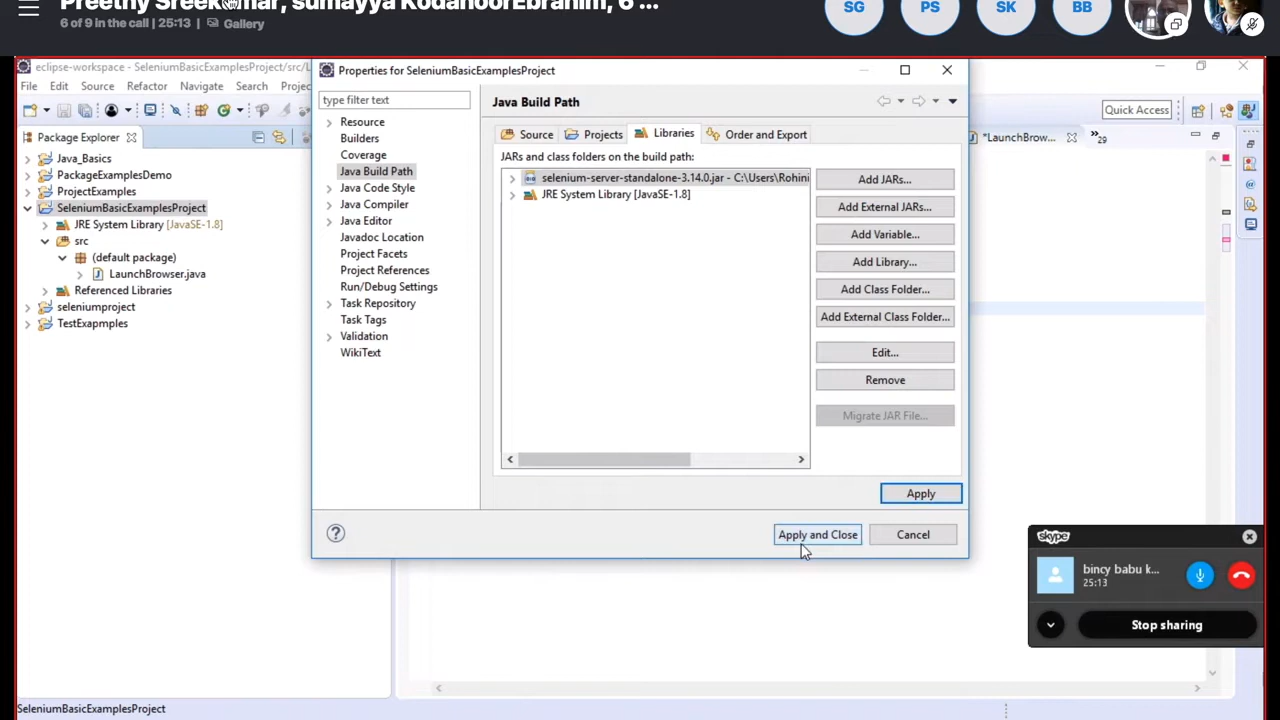 Preethy Sreekumar, sumayya KodanoorEbrahim, 6 ...
6 of 9 in the call | 25:13 | Gallery
SG PS SK BB
eclipse-workspace - SeleniumBasicExamplesProject/src/L
File Edit Source Refactor Navigate Search Projec
Quick Access
Package Explorer
*LaunchBrow... 29
Java_Basics
PackageExamplesDemo
ProjectExamples
SeleniumBasicExamplesProject
JRE System Library [JavaSE-1.8]
src
(default package)
LaunchBrowser.java
Referenced Libraries
seleniumproject
TestExapmples
Properties for SeleniumBasicExamplesProject
type filter text
Resource
Builders
Coverage
Java Build Path
Java Code Style
Java Compiler
Java Editor
Javadoc Location
Project Facets
Project References
Run/Debug Settings
Task Repository
Task Tags
Validation
WikiText
Java Build Path
Source Projects Libraries Order and Export
JARs and class folders on the build path:
selenium-server-standalone-3.14.0.jar - C:\Users\Rohini
JRE System Library [JavaSE-1.8]
Add JARs...
Add External JARs...
Add Variable...
Add Library...
Add Class Folder...
Add External Class Folder...
Edit...
Remove
Migrate JAR File...
Apply
Apply and Close Cancel
skype
bincy babu k...
25:13
Stop sharing
SeleniumBasicExamplesProject